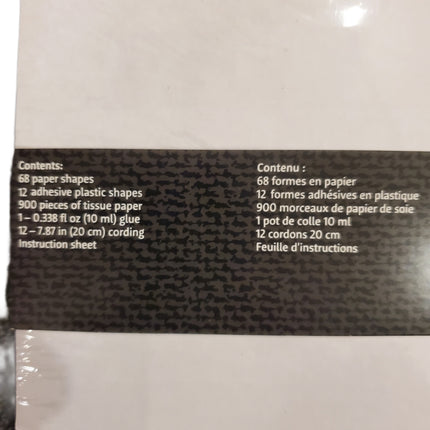 Contents:
68 paper shapes
12 adhesive plastic shapes
900 pieces of tissue paper
1 – 0.338 fl oz (10 ml) glue
12 – 7.87 in (20 cm) cording
Instruction sheet
Contenu :
68 formes en papier
12 formes adhésives en plastique
900 morceaux de papier de soie
1 pot de colle 10 ml
12 cordons 20 cm
Feuille d'instructions